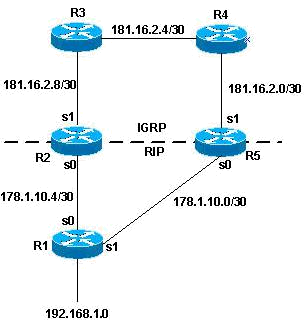 R3
181.16.2.4/30
R4
181.16.2.8/30
181.16.2.0/30
s1
IGRP
s1
R2
RIP
R5
s0
s0
178.1.10.4/30
178.1.10.0/30
s0
R1
s1
192.168.1.0